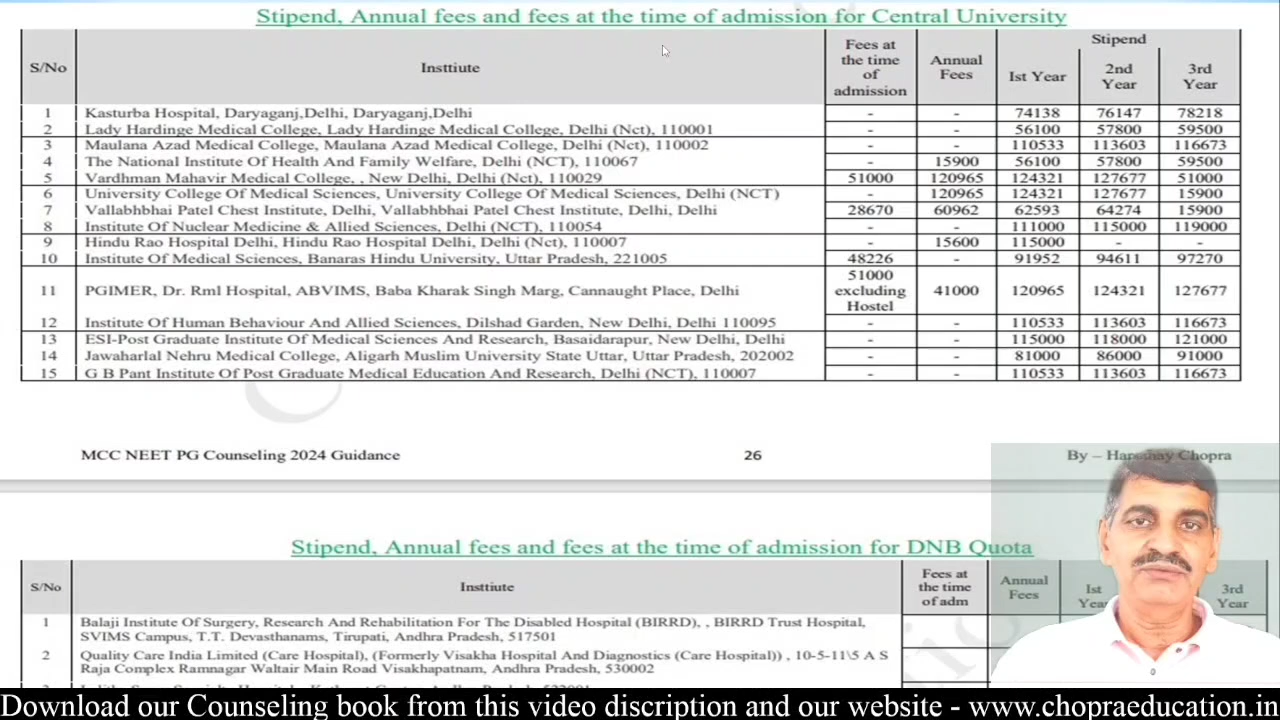 Stipend, Annual fees and fees at the time of admission for Central University
S/No Insttiute Fees at the time of admission Annual Fees Stipend Ist Year 2nd Year 3rd Year
1 Kasturba Hospital, Daryaganj,Delhi, Daryaganj,Delhi - - 74138 76147 78218
2 Lady Hardinge Medical College, Lady Hardinge Medical College, Delhi (Nct), 110001 - - 56100 57800 59500
3 Maulana Azad Medical College, Maulana Azad Medical College, Delhi (Nct), 110002 - - 110533 113603 116673
4 The National Institute Of Health And Family Welfare, Delhi (NCT), 110067 - 15900 56100 57800 59500
5 Vardhman Mahavir Medical College, , New Delhi, Delhi (Nct), 110029 51000 120965 124321 127677 51000
6 University College Of Medical Sciences, University College Of Medical Sciences, Delhi (NCT) - 120965 124321 127677 15900
7 Vallabhbhai Patel Chest Institute, Delhi, Vallabhbhai Patel Chest Institute, Delhi, Delhi 28670 60962 62593 64274 15900
8 Institute Of Nuclear Medicine & Allied Sciences, Delhi (NCT), 110054 - - 111000 115000 119000
9 Hindu Rao Hospital Delhi, Hindu Rao Hospital Delhi, Delhi (Nct), 110007 - 15600 115000 - -
10 Institute Of Medical Sciences, Banaras Hindu University, Uttar Pradesh, 221005 48226 - 91952 94611 97270
11 PGIMER, Dr. Rml Hospital, ABVIMS, Baba Kharak Singh Marg, Cannaught Place, Delhi 51000 excluding Hostel 41000 120965 124321 127677
12 Institute Of Human Behaviour And Allied Sciences, Dilshad Garden, New Delhi, Delhi 110095 - - 110533 113603 116673
13 ESI-Post Graduate Institute Of Medical Sciences And Research, Basaidarapur, New Delhi, Delhi - - 115000 118000 121000
14 Jawaharlal Nehru Medical College, Aligarh Muslim University State Uttar, Uttar Pradesh, 202002 - - 81000 86000 91000
15 G B Pant Institute Of Post Graduate Medical Education And Research, Delhi (NCT), 110007 - - 110533 113603 116673
MCC NEET PG Counseling 2024 Guidance 26 By – Chopra
Stipend, Annual fees and fees at the time of admission for DNB Quota
S/No Insttiute Fees at the time of adm Annual Fees Ist 3rd Year
1 Balaji Institute Of Surgery, Research And Rehabilitation For The Disabled Hospital (BIRRD), , BIRRD Trust Hospital,
SVIMS Campus, T.T. Devasthanams, Tirupati, Andhra Pradesh, 517501
2 Quality Care India Limited (Care Hospital), (Formerly Visakha Hospital And Diagnostics (Care Hospital)) , 10-5-11\5 A S
Raja Complex Ramnagar Waltair Main Road Visakhapatnam, Andhra Pradesh, 530002
Download our Counseling book from this video discription and our website - www.chopraeducation.in